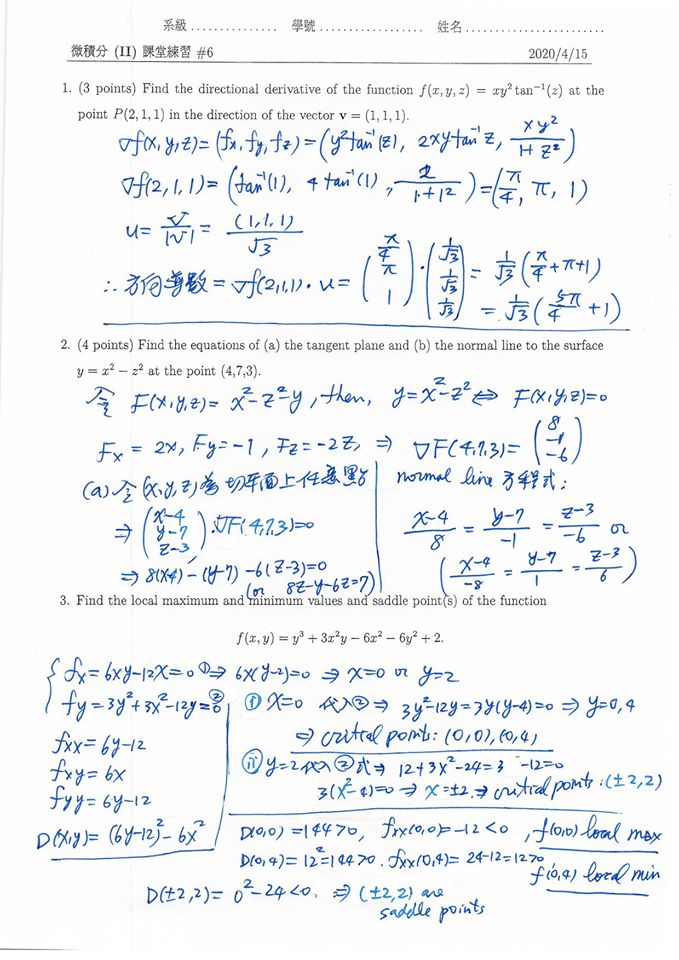 系級............... 學號................... 姓名........................
微積分 (II) 課堂練習 #6 2020/4/15
1. (3 points) Find the directional derivative of the function f(x, y, z) = xy² tan⁻¹(z) at the
point P(2, 1, 1) in the direction of the vector v = (1, 1, 1).
∇f(x,y,z)=(fx, fy, fz)=(y²tan⁻¹(z), 2xytan⁻¹z, xy²/(1+z²))
∇f(2,1,1)=(tan⁻¹(1), 4tan⁻¹(1), 2/(1+1²))=(π/4, π, 1)
u= v/|v| = (1,1,1)/√3
∴方向導數=∇f(2,1,1)·u= (π/4, π, 1)·(1/√3, 1/√3, 1/√3) = 1/√3(π/4+π+1)
= 1/√3(5π/4+1)
2. (4 points) Find the equations of (a) the tangent plane and (b) the normal line to the surface
y = x² − z² at the point (4,7,3).
令 F(x,y,z)= x²-z²-y, then, y=x²-z² ⇔ F(x,y,z)=0
Fx = 2x, Fy=-1, Fz=-2z, ⇒ ∇F(4,7,3)= (8, -1, -6)
(a) 令(x,y,z)為切平面上任意點
⇒ (x-4, y-7, z-3)·∇F(4,7,3)=0
⇒ 8(x-4)-(y-7)-6(z-3)=0
(or 8z-y-6z=7)
normal line 方程式:
(x-4)/8 = (y-7)/-1 = (z-3)/-6 or
((x-4)/-8 = (y-7)/1 = (z-3)/6)
3. Find the local maximum and minimum values and saddle point(s) of the function
f(x, y) = y³ + 3x²y − 6x² − 6y² + 2.
{ fx=6xy-12x=0 ① ⇒ 6x(y-2)=0 ⇒ x=0 or y=2
fy=3y²+3x²-12y=0 ②
fxx=6y-12
fxy=6x
fyy=6y-12
D(x,y)=(6y-12)²-6x²
(i) x=0 代入② ⇒ 3y²-12y=3y(y-4)=0 ⇒ y=0,4
⇒ critical points: (0,0),(0,4)
(ii) y=2代入②式⇒ 12+3x²-24=3 -12=0
3(x²-4)=0 ⇒ x=±2. ⇒ critical points:(±2,2)
D(0,0)=144>0, fxx(0,0)=-12<0, f(0,0) local max
D(0,4)=12²=144>0. fxx(0,4)=24-12=12>0
f(0,4) local min
D(±2,2)= 0²-24<0. ⇒ (±2,2) are
saddle points